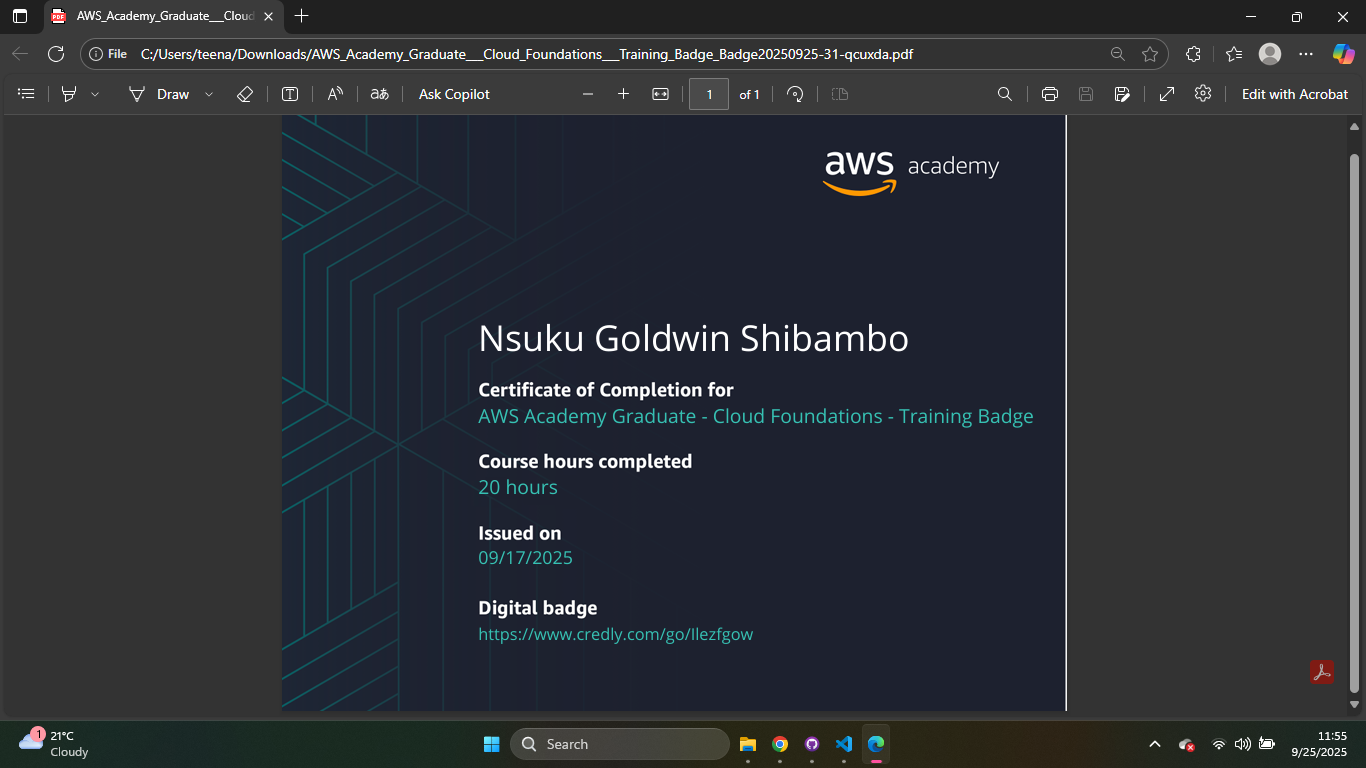 AWS_Academy_Graduate__Cloud
File C:/Users/teena/Downloads/AWS_Academy_Graduate___Cloud_Foundations___Training_Badge_Badge20250925-31-qcuxda.pdf
Draw Ask Copilot 1 of 1 Edit with Acrobat
aws academy
Nsuku Goldwin Shibambo
Certificate of Completion for
AWS Academy Graduate - Cloud Foundations - Training Badge
Course hours completed
20 hours
Issued on
09/17/2025
Digital badge
https://www.credly.com/go/Ilezfgow
1 21°C
Cloudy
Search
11:55
9/25/2025